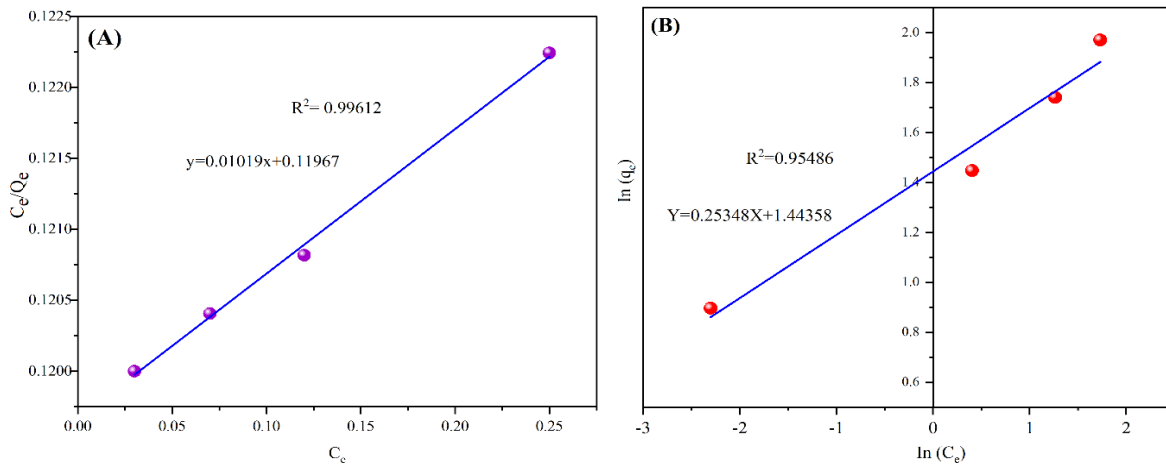 (A)
0.1225
0.1220
0.1215
0.1210
0.1205
0.1200
Ce/Qe
R2= 0.99612
y=0.01019x+0.11967
0.00
0.05
0.10
0.15
0.20
0.25
Ce
(B)
2.0
1.8
1.6
1.4
1.2
1.0
0.8
0.6
ln (qe)
R2=0.95486
Y=0.25348X+1.44358
-3
-2
-1
0
1
2
ln (Ce)